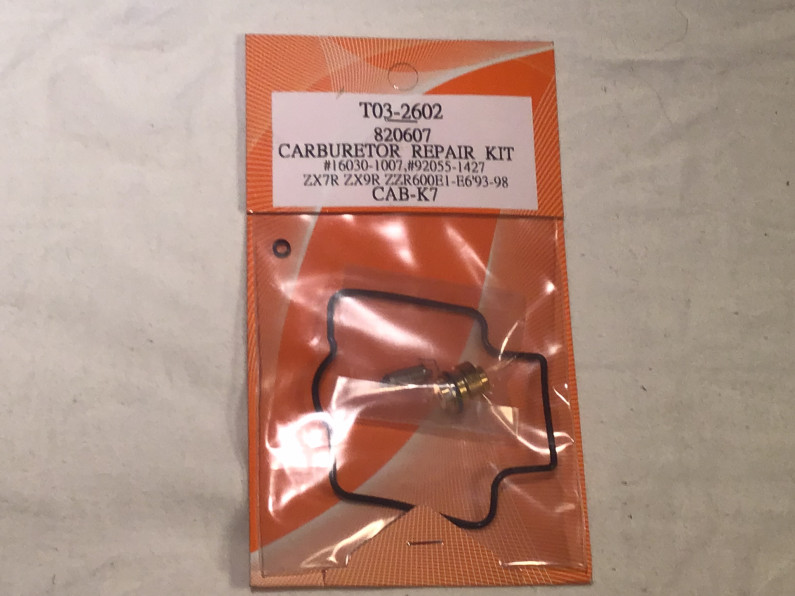 T03-2602
820607
CARBURETOR REPAIR KIT
#16030-1007,#92055-1427
ZX7R ZX9R ZZR600E1-E6'93-98
CAB-K7